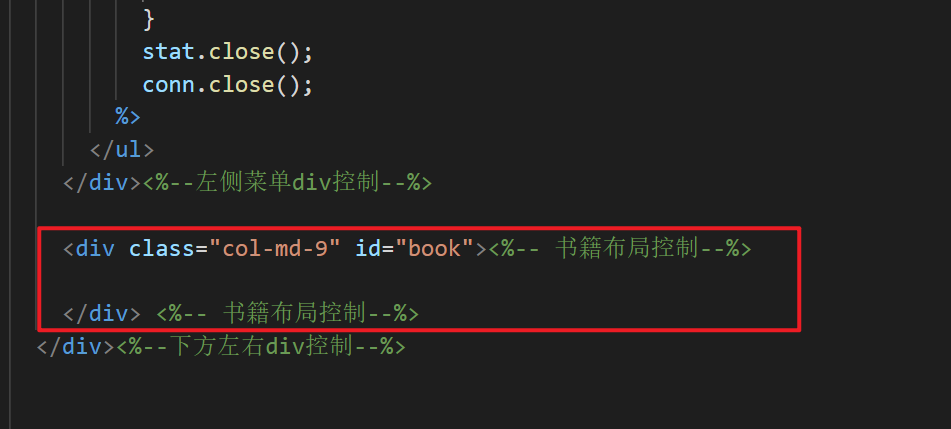 }
stat.close();
conn.close();
%>
</ul>
</div><%--左侧菜单div控制--%>
<div class="col-md-9" id="book"><%-- 书籍布局控制--%>
</div> <%-- 书籍布局控制--%>
</div><%--下方左右div控制--%>